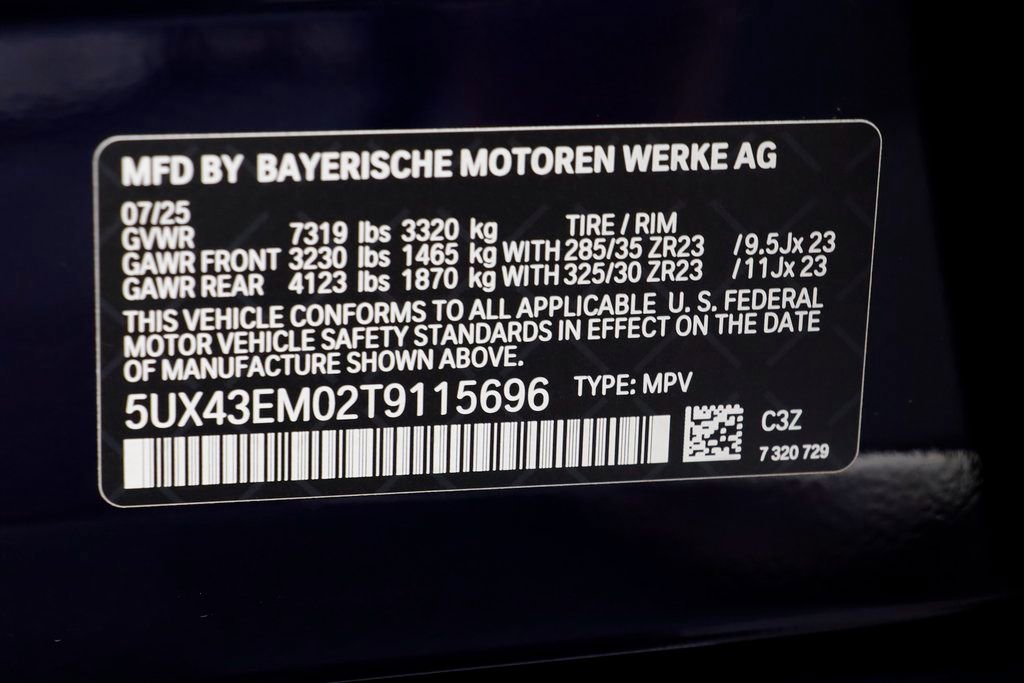 MFD BY BAYERISCHE MOTOREN WERKE AG
07/25
GVWR 7319 lbs 3320 kg TIRE / RIM
GAWR FRONT 3230 lbs 1465 kg WITH 285/35 ZR23 /9.5Jx 23
GAWR REAR 4123 lbs 1870 kg WITH 325/30 ZR23 /11Jx 23
THIS VEHICLE CONFORMS TO ALL APPLICABLE U. S. FEDERAL
MOTOR VEHICLE SAFETY STANDARDS IN EFFECT ON THE DATE
OF MANUFACTURE SHOWN ABOVE.
5UX43EM02T9115696 TYPE: MPV
C3Z
7 320 729